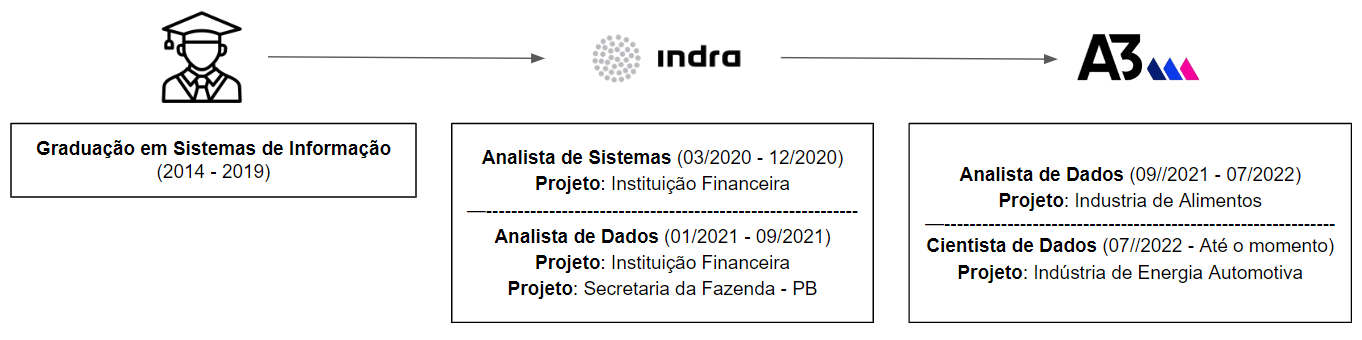 indra
A3
Graduação em Sistemas de Informação
(2014 - 2019)
Analista de Sistemas (03/2020 - 12/2020)
Projeto: Instituição Financeira
Analista de Dados (01/2021 - 09/2021)
Projeto: Instituição Financeira
Projeto: Secretaria da Fazenda - PB
Analista de Dados (09//2021 - 07/2022)
Projeto: Industria de Alimentos
Cientista de Dados (07//2022 - Até o momento)
Projeto: Indústria de Energia Automotiva